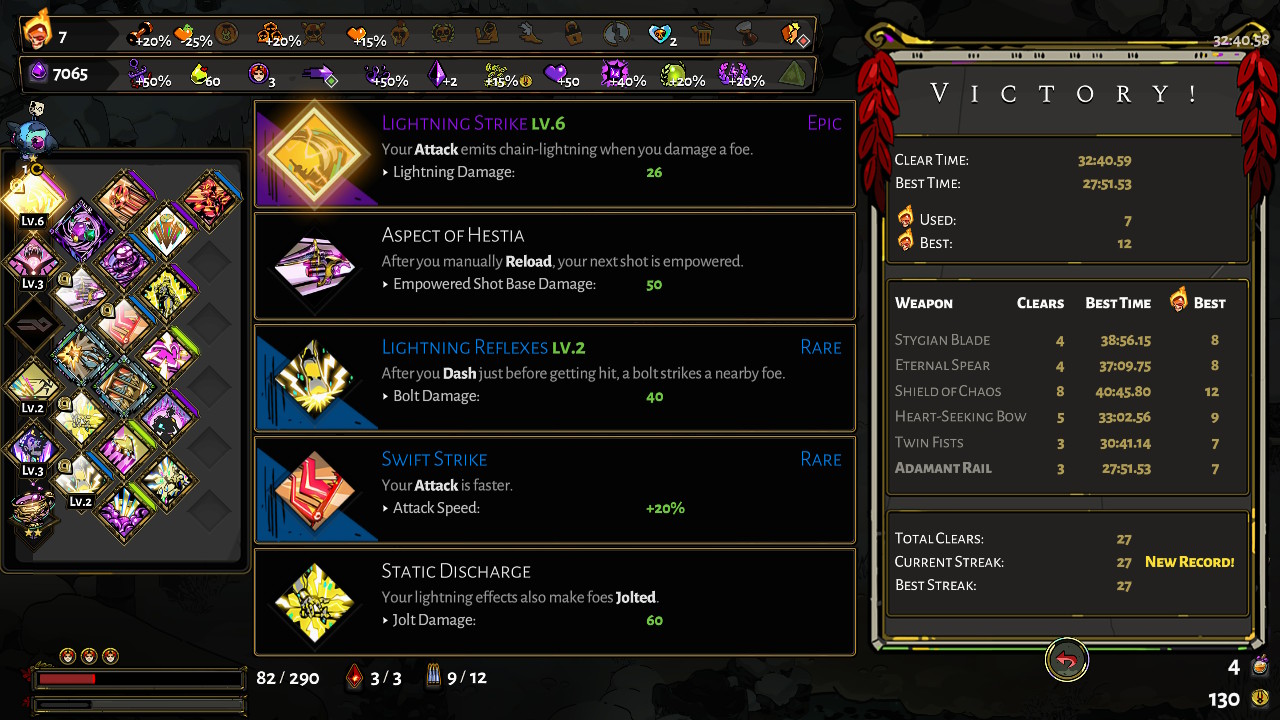 7
+20%
-25%
+20%
+15%
2
32:40.58
7065
+50%
60
3
+50%
+2
+15%
+50
+40%
+20%
+20%
Lv.6
Lv.3
Lv.2
Lv.3
Lv.2
LIGHTNING STRIKE LV.6 EPIC
Your Attack emits chain-lightning when you damage a foe.
Lightning Damage: 26
ASPECT OF HESTIA
After you manually Reload, your next shot is empowered.
Empowered Shot Base Damage: 50
LIGHTNING REFLEXES LV.2 RARE
After you Dash just before getting hit, a bolt strikes a nearby foe.
Bolt Damage: 40
SWIFT STRIKE RARE
Your Attack is faster.
Attack Speed: +20%
STATIC DISCHARGE
Your lightning effects also make foes Jolted.
Jolt Damage: 60
82 / 290 3 / 3 9 / 12
VICTORY!
CLEAR TIME: 32:40.59
BEST TIME: 27:51.53
USED: 7
BEST: 12
WEAPON CLEARS BEST TIME BEST
STYGIAN BLADE 4 38:56.15 8
ETERNAL SPEAR 4 37:09.75 8
SHIELD OF CHAOS 8 40:45.80 12
HEART-SEEKING BOW 5 33:02.56 9
TWIN FISTS 3 30:41.14 7
ADAMANT RAIL 3 27:51.53 7
TOTAL CLEARS: 27
CURRENT STREAK: 27 NEW RECORD!
BEST STREAK: 27
4
130